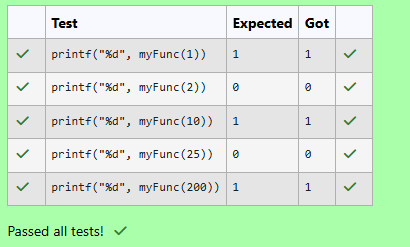 Test Expected Got
printf("%d", myFunc(1)) 1 1
printf("%d", myFunc(2)) 0 0
printf("%d", myFunc(10)) 1 1
printf("%d", myFunc(25)) 0 0
printf("%d", myFunc(200)) 1 1
Passed all tests!